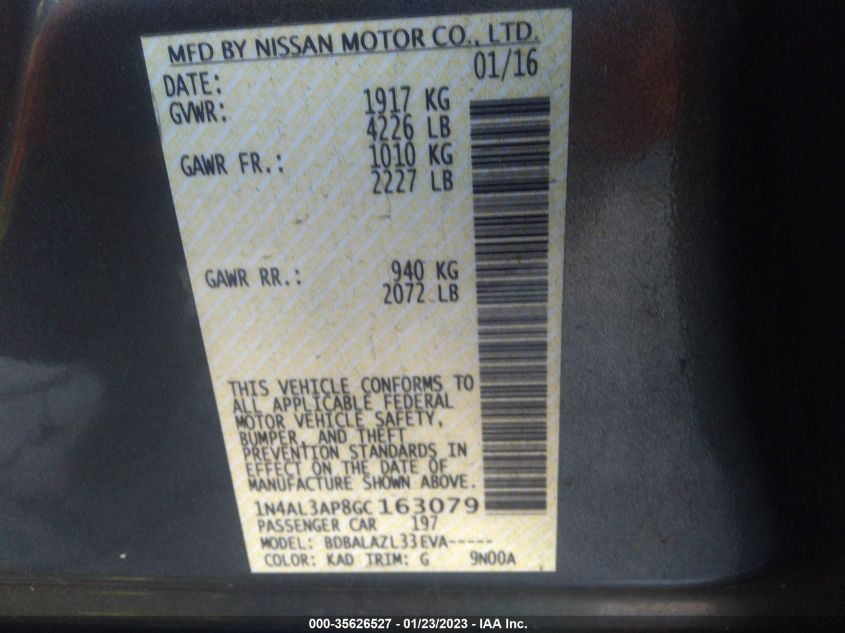 MFD BY NISSAN MOTOR CO., LTD.
DATE: 01/16
GVWR: 1917 KG
4226 LB
GAWR FR.: 1010 KG
2227 LB
GAWR RR.: 940 KG
2072 LB
THIS VEHICLE CONFORMS TO
ALL APPLICABLE FEDERAL
MOTOR VEHICLE SAFETY,
BUMPER, AND THEFT
PREVENTION STANDARDS IN
EFFECT ON THE DATE OF
MANUFACTURE SHOWN ABOVE.
1N4AL3AP8GC163079
PASSENGER CAR 197
MODEL: BDBALAZL33EVA-----
COLOR: KAD TRIM: G 9N00A
000-35626527 - 01/23/2023 - IAA Inc.